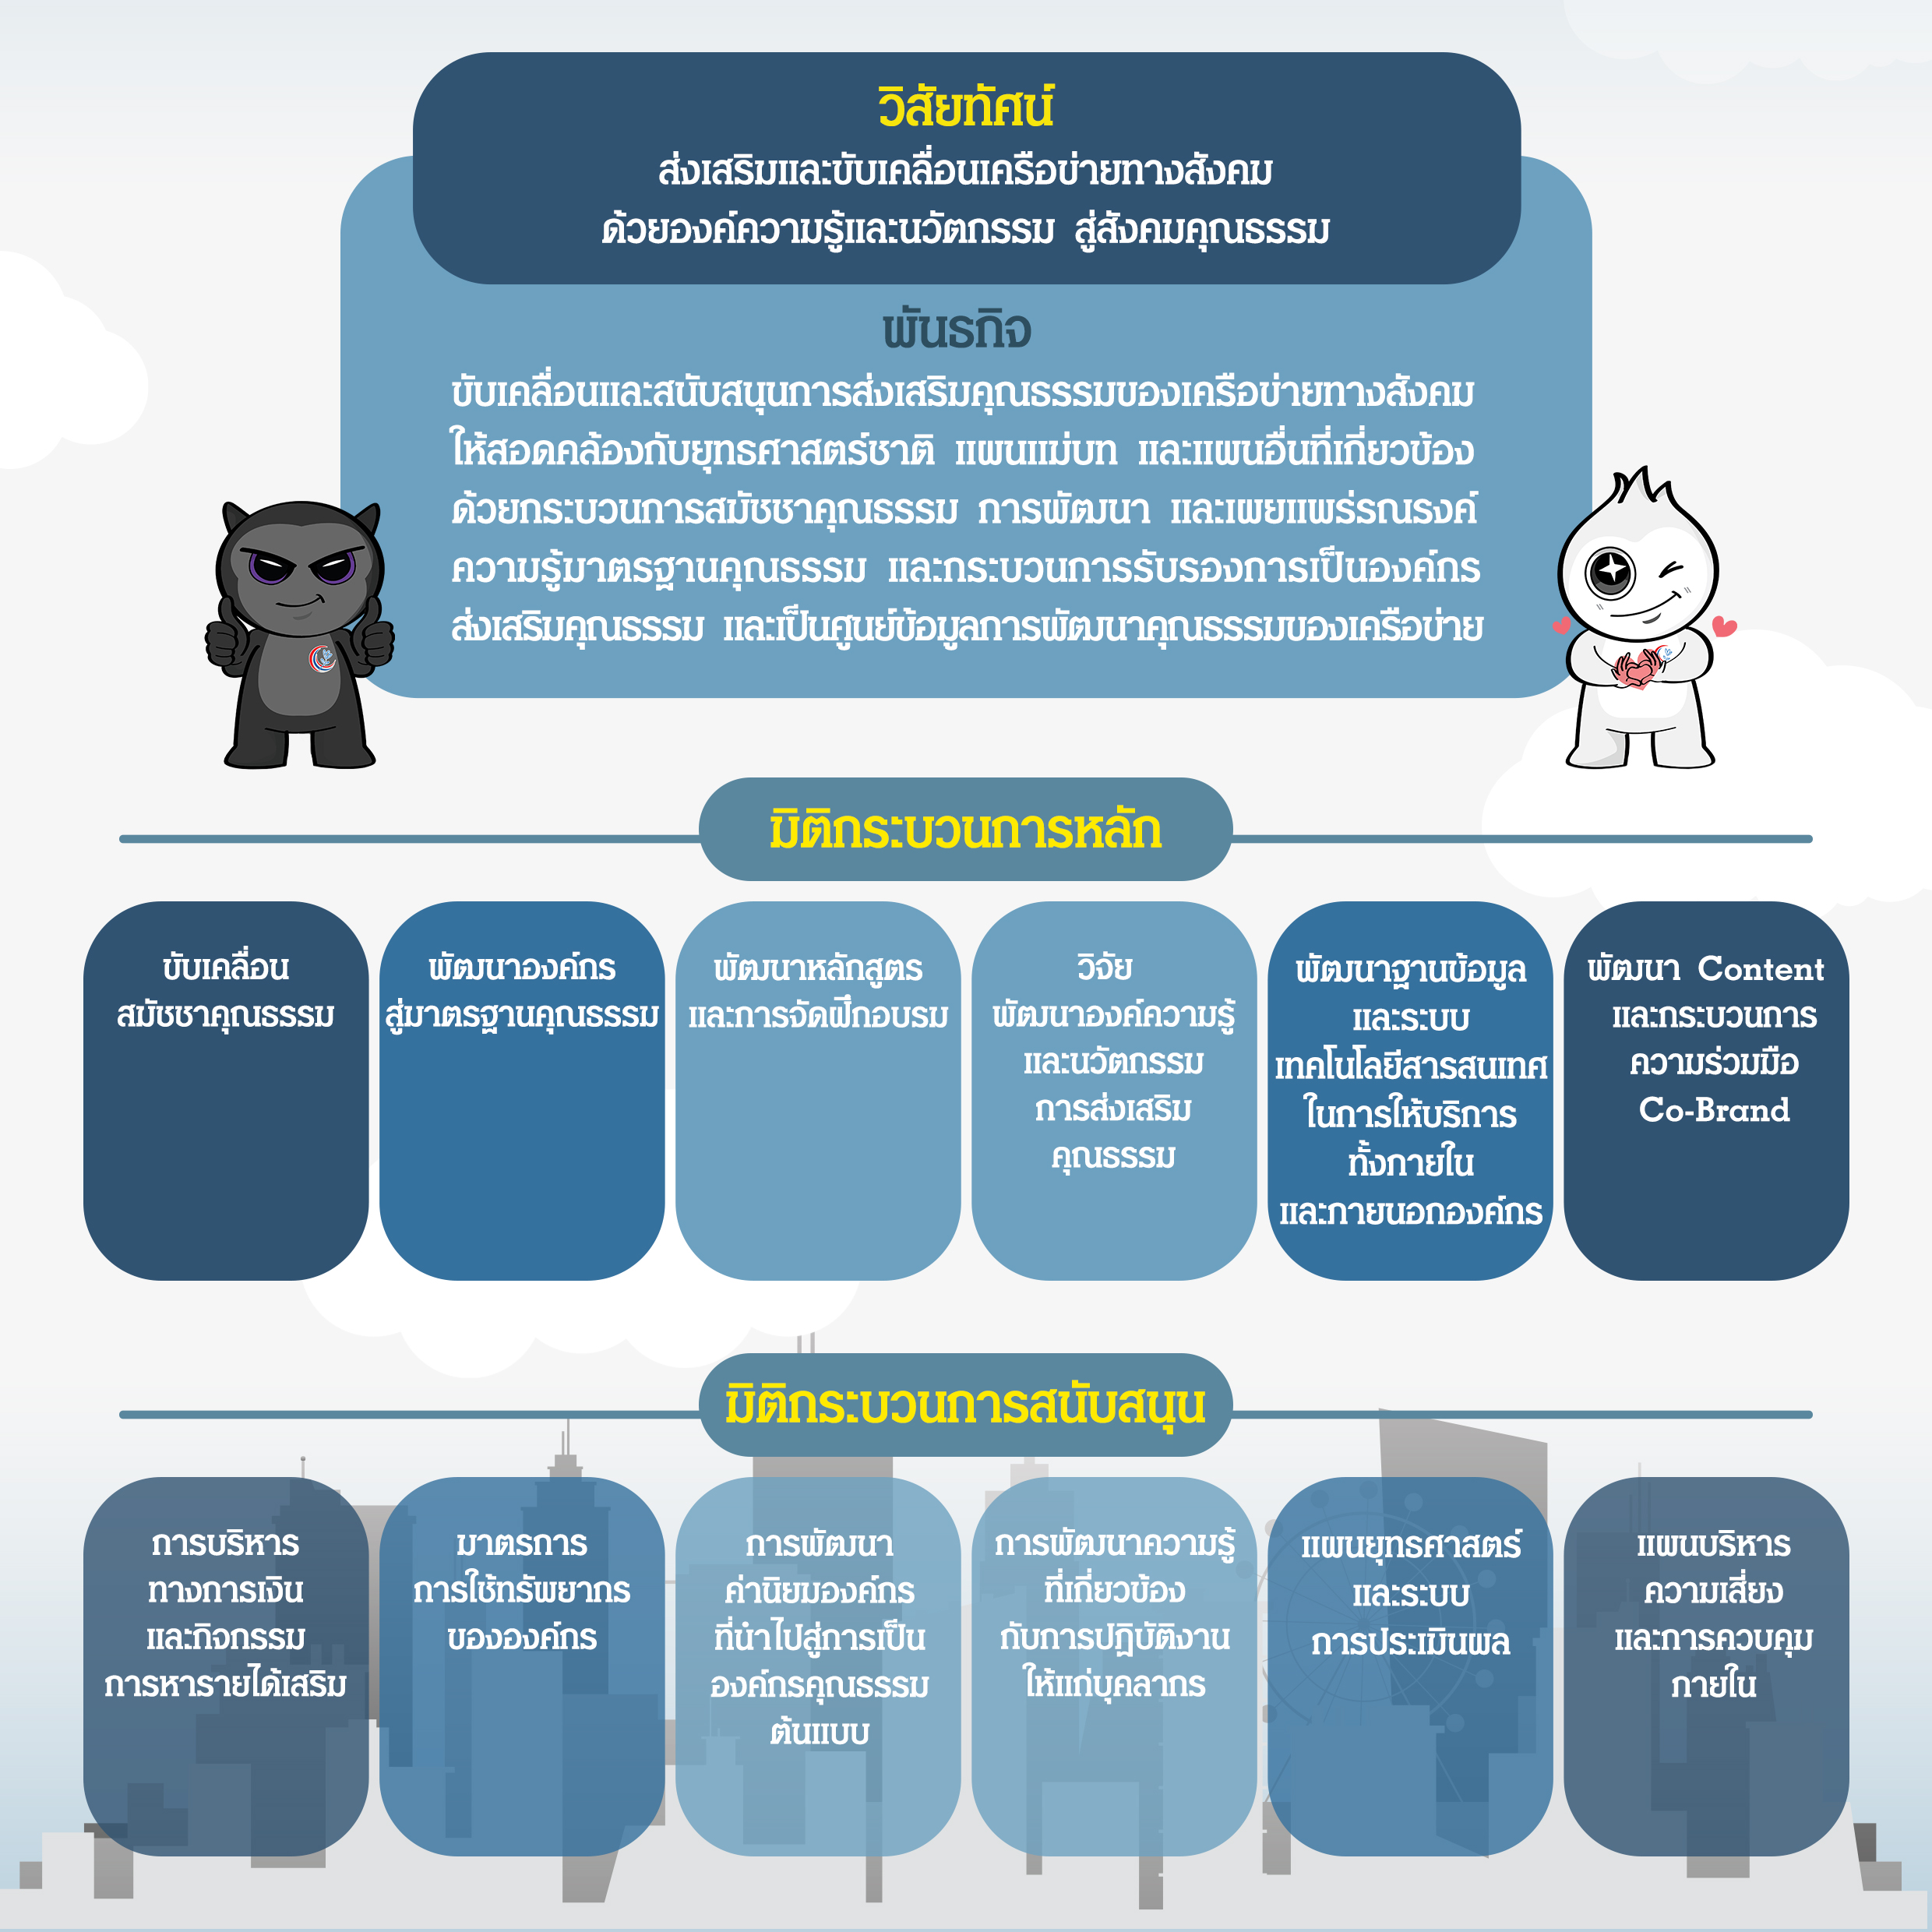 วิสัยทัศน์
ส่งเสริมและขับเคลื่อนเครือข่ายทางสังคม
ด้วยองค์ความรู้และนวัตกรรม สู่สังคมคุณธรรม
พันธกิจ
ขับเคลื่อนและสนับสนุนการส่งเสริมคุณธรรมของเครือข่ายทางสังคม
ให้สอดคล้องกับยุทธศาสตร์ชาติ แผนแม่บท และแผนอื่นที่เกี่ยวข้อง
ด้วยกระบวนการสมัชชาคุณธรรม การพัฒนา และเผยแพร่รณรงค์
ความรู้มาตรฐานคุณธรรม และกระบวนการรับรองการเป็นองค์กร
ส่งเสริมคุณธรรม และเป็นศูนย์ข้อมูลการพัฒนาคุณธรรมของเครือข่าย
มิติกระบวนการหลัก
ขับเคลื่อน
สมัชชาคุณธรรม
พัฒนาองค์กร
สู่มาตรฐานคุณธรรม
พัฒนาหลักสูตร
และการจัดฝึกอบรม
วิจัย
พัฒนาองค์ความรู้
และนวัตกรรม
การส่งเสริม
คุณธรรม
พัฒนาฐานข้อมูล
และระบบ
เทคโนโลยีสารสนเทศ
ในการให้บริการ
ทั้งภายใน
และภายนอกองค์กร
พัฒนา Content
และกระบวนการ
ความร่วมมือ
Co-Brand
มิติกระบวนการสนับสนุน
การบริหาร
ทางการเงิน
และกิจกรรม
การหารายได้เสริม
มาตรการ
การใช้ทรัพยากร
ขององค์กร
การพัฒนา
ค่านิยมองค์กร
ที่นำไปสู่การเป็น
องค์กรคุณธรรม
ต้นแบบ
การพัฒนาความรู้
ที่เกี่ยวข้อง
กับการปฏิบัติงาน
ให้แก่บุคลากร
แผนยุทธศาสตร์
และระบบ
การประเมินผล
แผนบริหาร
ความเสี่ยง
และการควบคุม
ภายใน